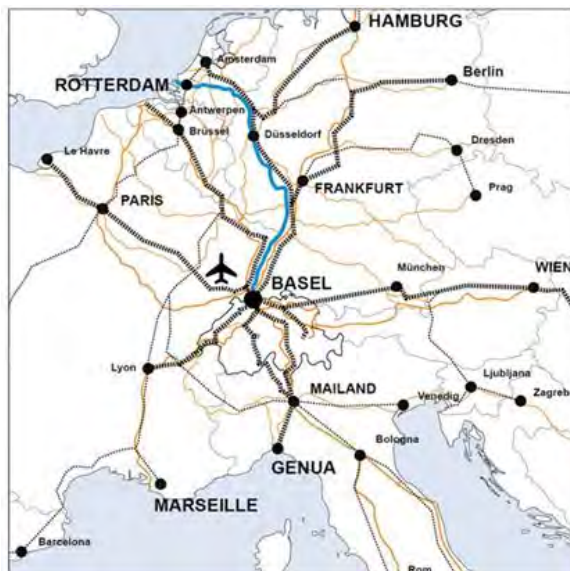 HAMBURG
Amsterdam
ROTTERDAM
Berlin
Antwerpen
Brüssel
Düsseldorf
Dresden
Le Havre
FRANKFURT
Prag
PARIS
BASEL
München
WIEN
Lyon
MAILAND
Venedig
Ljubljana
Zagreb
Bologna
GENUA
MARSEILLE
Barcelona
Rom